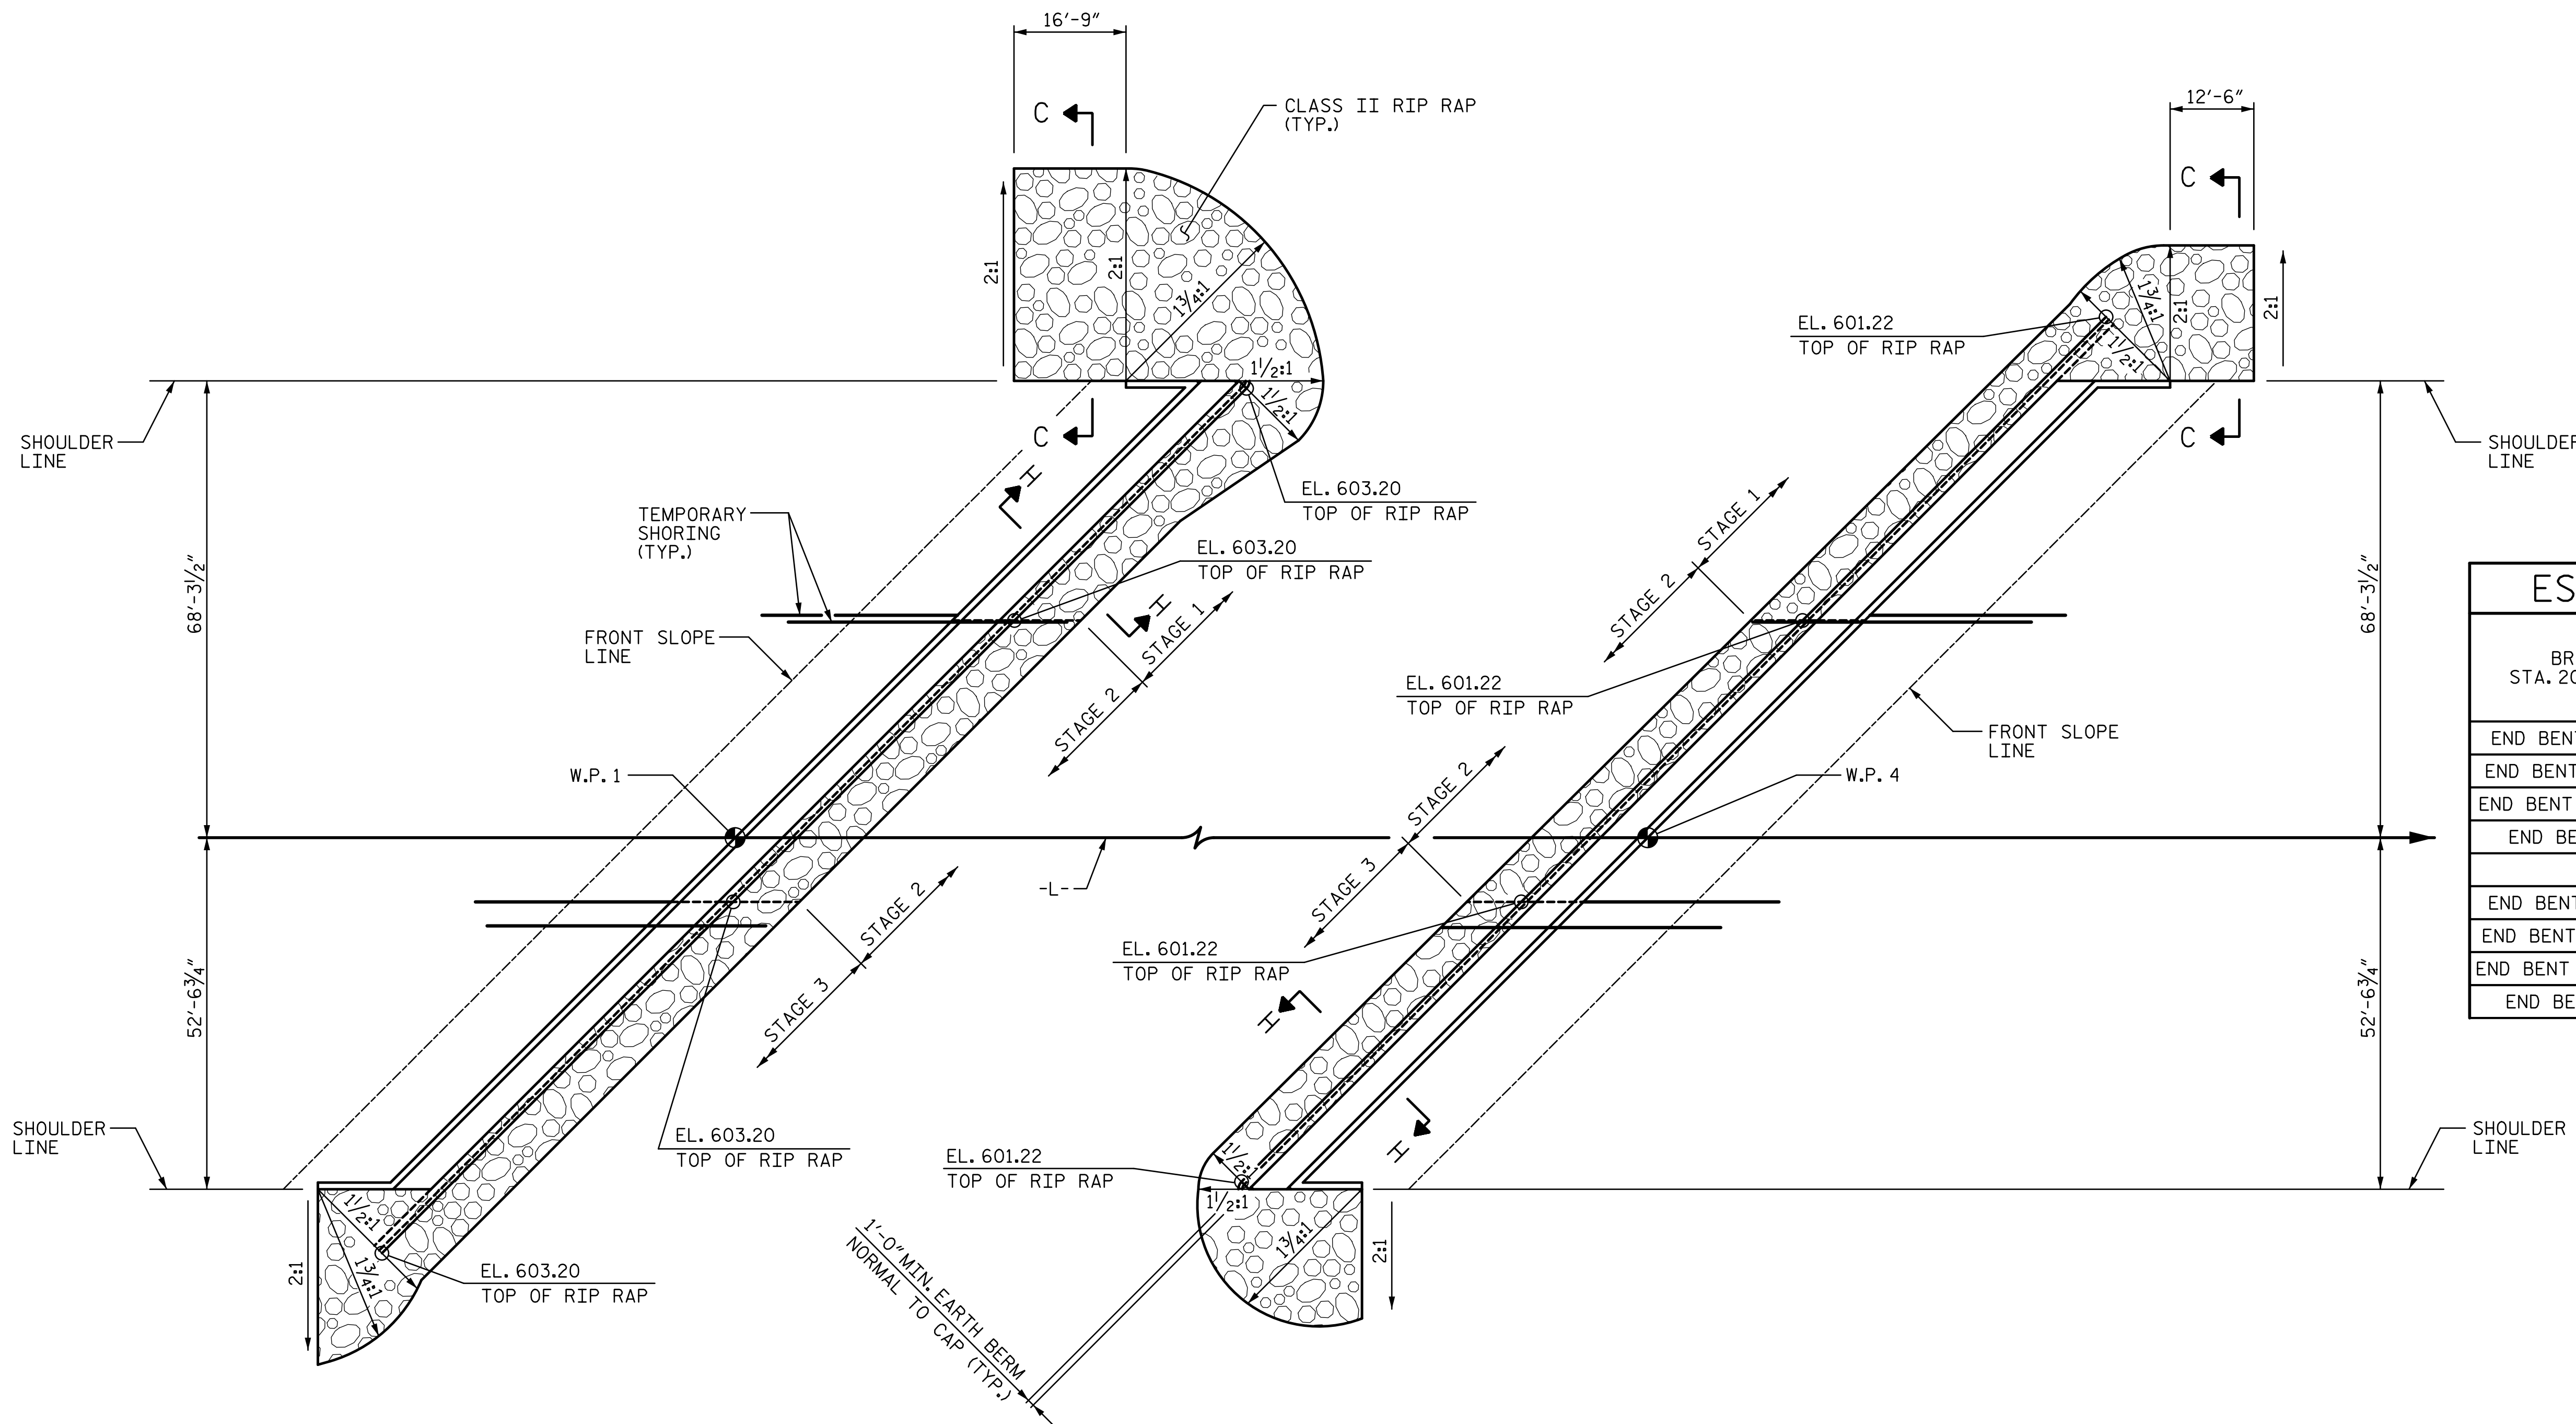 16'-9"
C
CLASS II RIP RAP
(TYP.)
12'-6"
C
2:1
2:1
1¾:1
1½:1
1½:1
C
EL. 601.22
TOP OF RIP RAP
1¾:1
2:1
1½:1
2:1
C
SHOULDER
LINE
SHOULDER
LINE
H
EL. 603.20
TOP OF RIP RAP
TEMPORARY
SHORING
(TYP.)
EL. 603.20
TOP OF RIP RAP
H
STAGE 1
STAGE 2
STAGE 1
STAGE 2
68'-3½"
68'-3½"
FRONT SLOPE
LINE
EL. 601.22
TOP OF RIP RAP
FRONT SLOPE
LINE
W.P. 1
W.P. 4
-L-
STAGE 2
STAGE 3
STAGE 2
STAGE 3
EL. 601.22
TOP OF RIP RAP
52'-6¾"
52'-6¾"
H
H
SHOULDER
LINE
SHOULDER
LINE
EL. 603.20
TOP OF RIP RAP
EL. 601.22
TOP OF RIP RAP
1½:
1½:1
1¾:1
2:1
1½:1
1¾:1
2:1
EL. 603.20
TOP OF RIP RAP
1'-0" MIN. EARTH BERM
NORMAL TO CAP (TYP.)
ES
BR
STA. 20
END BENT
END BENT
END BENT
END BE
END BENT
END BENT
END BENT
END BE